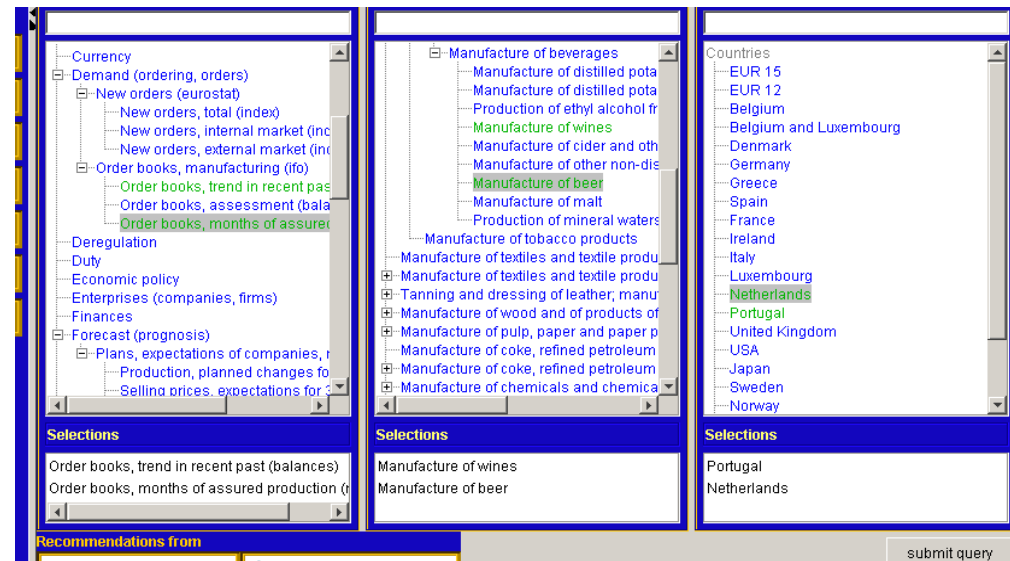 Currency
Demand (ordering, orders)
New orders (eurostat)
New orders, total (index)
New orders, internal market (inc
New orders, external market (inc
Order books, manufacturing (ifo)
Order books, trend in recent pas
Order books, assessment (bala
Order books, months of assured
Deregulation
Duty
Economic policy
Enterprises (companies, firms)
Finances
Forecast (prognosis)
Plans, expectations of companies,
Production, planned changes fo
Selling prices, expectations for 3
Selections
Order books, trend in recent past (balances)
Order books, months of assured production (
Manufacture of beverages
Manufacture of distilled pota
Manufacture of distilled pota
Production of ethyl alcohol fr
Manufacture of wines
Manufacture of cider and oth
Manufacture of other non-dis
Manufacture of beer
Manufacture of malt
Production of mineral waters
Manufacture of tobacco products
Manufacture of textiles and textile produ
Manufacture of textiles and textile produ
Tanning and dressing of leather; manu
Manufacture of wood and of products of
Manufacture of pulp, paper and paper p
Manufacture of coke, refined petroleum
Manufacture of coke, refined petroleum
Manufacture of chemicals and chemica
Selections
Manufacture of wines
Manufacture of beer
Countries
EUR 15
EUR 12
Belgium
Belgium and Luxembourg
Denmark
Germany
Greece
Spain
France
Ireland
Italy
Luxembourg
Netherlands
Portugal
United Kingdom
USA
Japan
Sweden
Norway
Selections
Portugal
Netherlands
Recommendations from
submit query